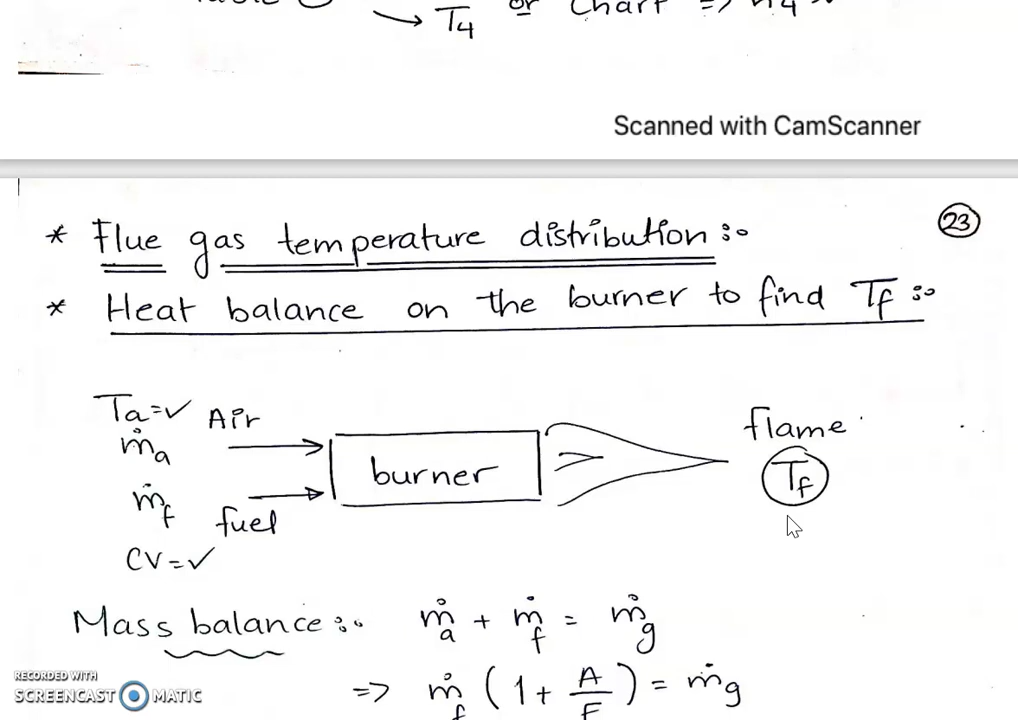 T4 or Chart =>
Scanned with CamScanner
23
* Flue gas temperature distribution :-
* Heat balance on the burner to find Tf :-
Ta=✓ Air
ṁa
ṁf fuel
CV=✓
burner
flame
Tf
Mass balance :- ṁa + ṁf = ṁg
=> ṁf (1 + A/F) = ṁg
RECORDED WITH
SCREENCAST MATIC